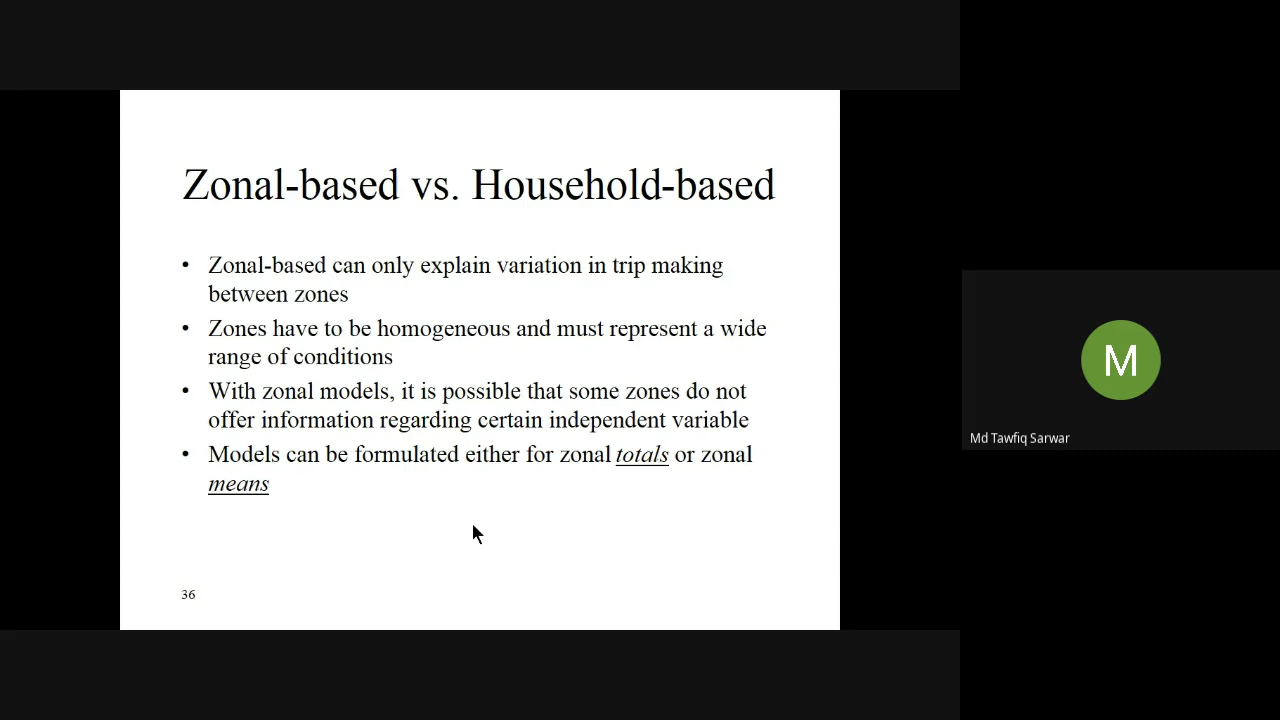 Zonal-based vs. Household-based
• Zonal-based can only explain variation in trip making
between zones
• Zones have to be homogeneous and must represent a wide
range of conditions
• With zonal models, it is possible that some zones do not
offer information regarding certain independent variable
• Models can be formulated either for zonal totals or zonal
means
36
M
Md Tawfiq Sarwar